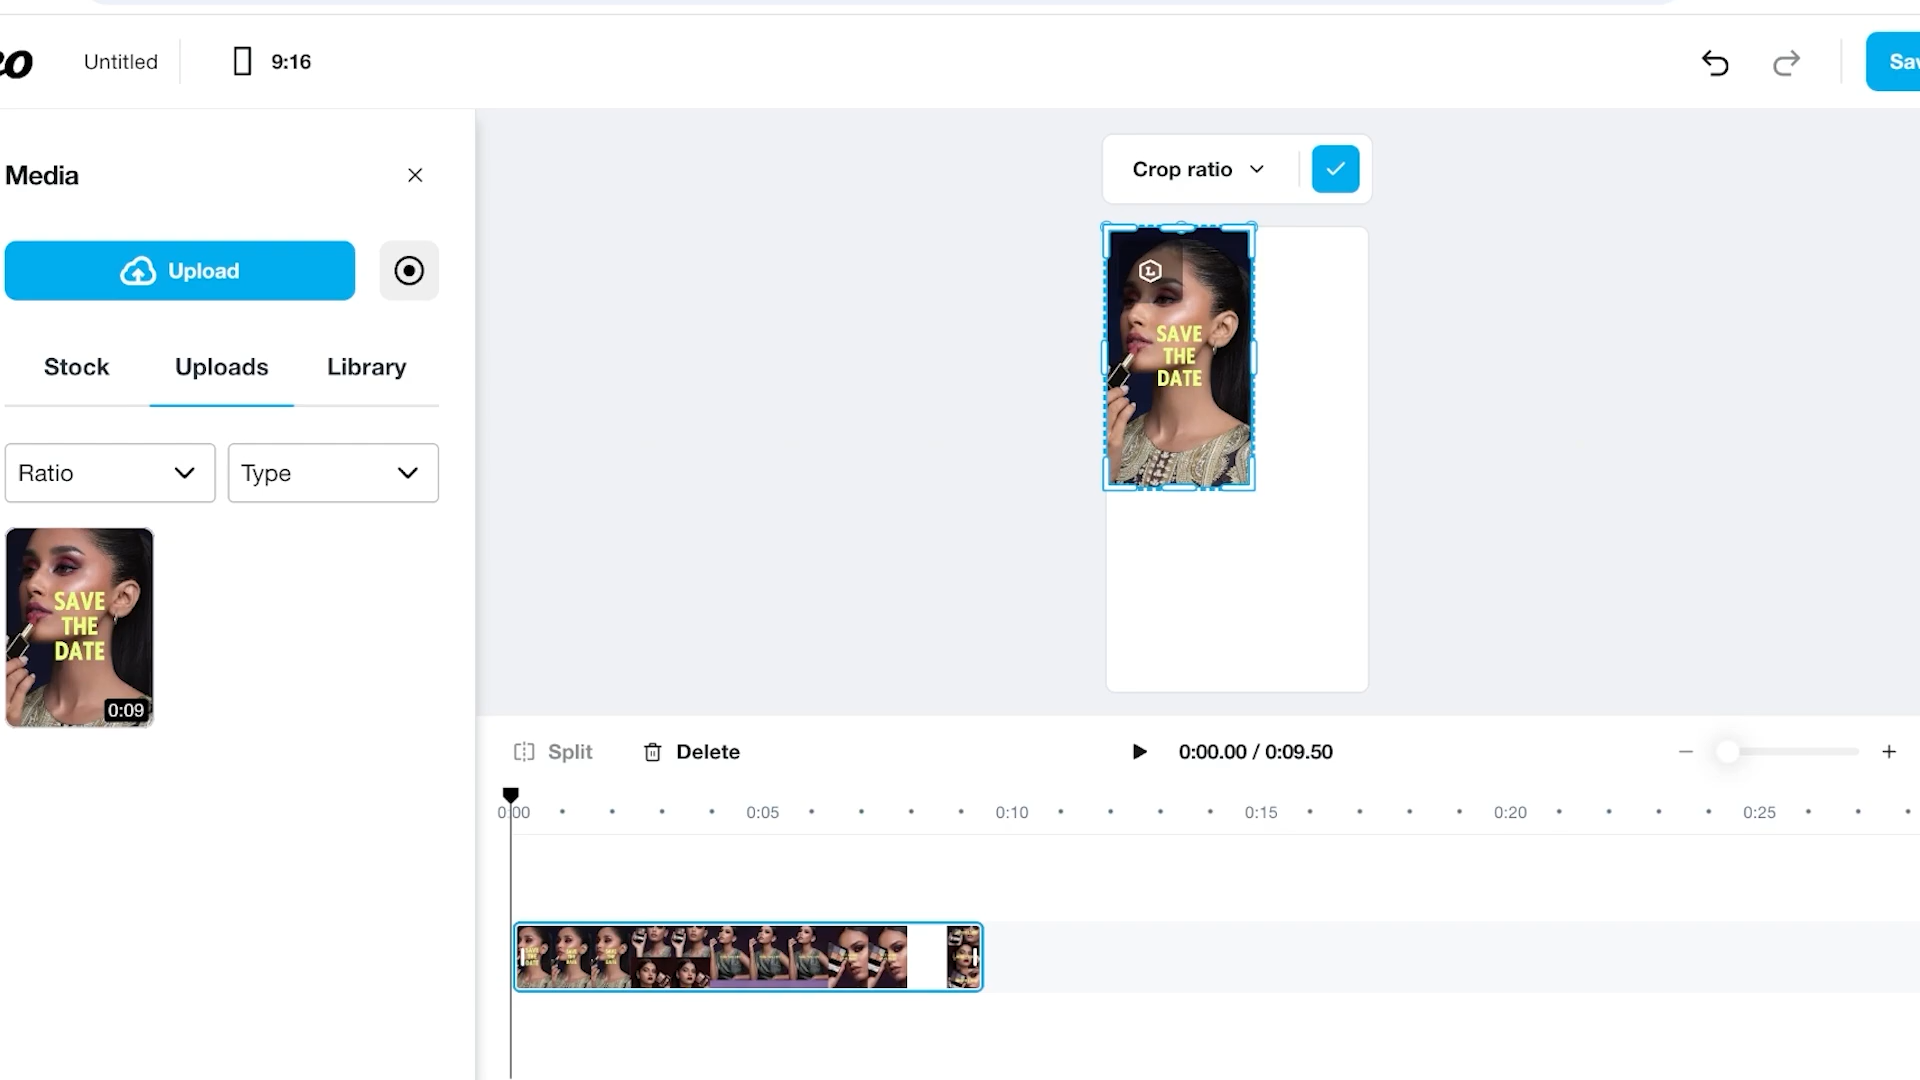 eo
Untitled
9:16
Sav
Media
Upload
Stock
Uploads
Library
Ratio
Type
SAVE
THE
DATE
0:09
Crop ratio
L
SAVE
THE
DATE
Split
Delete
0:00.00 / 0:09.50
0:00
0:05
0:10
0:15
0:20
0:25